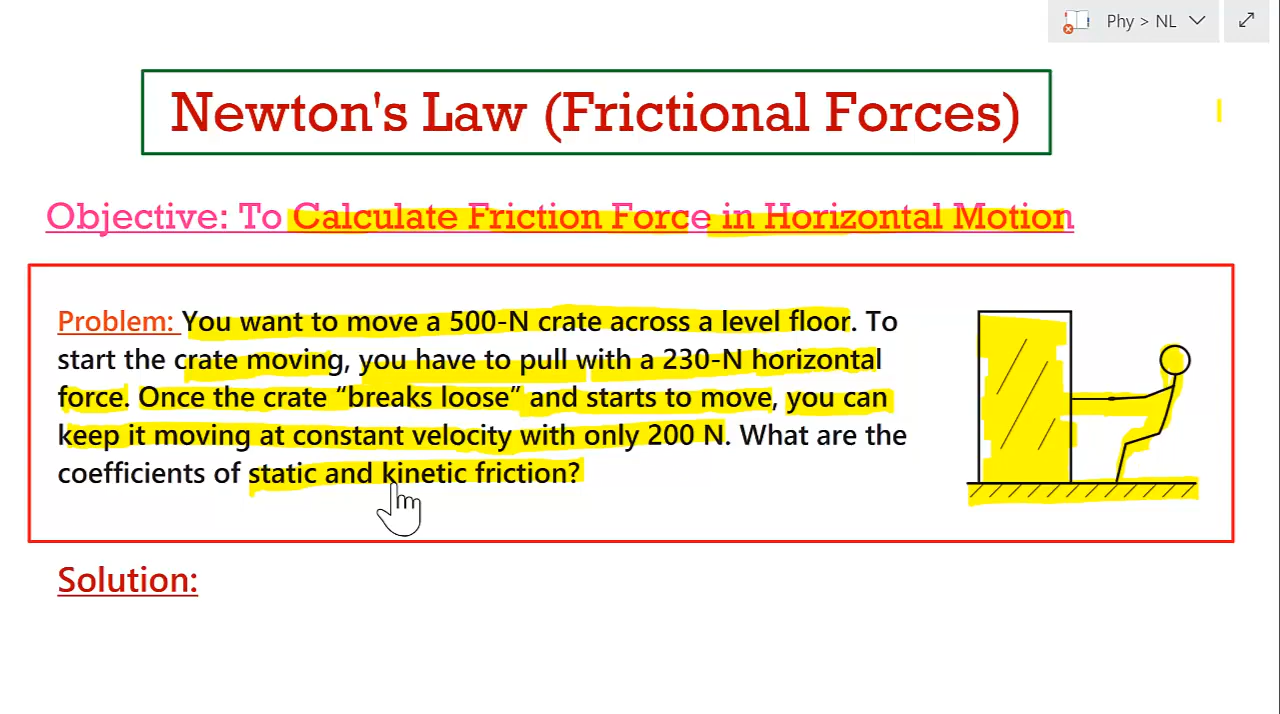 Phy > NL
Newton's Law (Frictional Forces)
Objective: To Calculate Friction Force in Horizontal Motion
Problem: You want to move a 500-N crate across a level floor. To
start the crate moving, you have to pull with a 230-N horizontal
force. Once the crate “breaks loose” and starts to move, you can
keep it moving at constant velocity with only 200 N. What are the
coefficients of static and kinetic friction?
Solution: